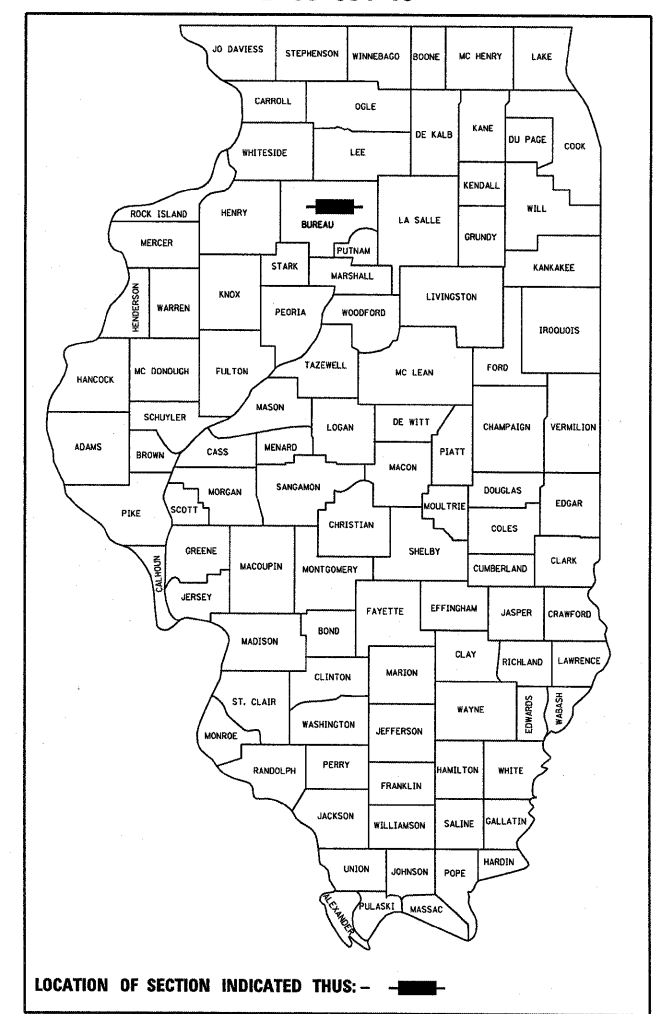 JO DAVIESS STEPHENSON WINNEBAGO BOONE MC HENRY LAKE
CARROLL OGLE
DE KALB KANE DU PAGE COOK
WHITESIDE LEE
KENDALL
ROCK ISLAND HENRY BUREAU LA SALLE GRUNDY WILL
MERCER PUTNAM
STARK MARSHALL KANKAKEE
HENDERSON WARREN KNOX PEORIA WOODFORD LIVINGSTON IROQUOIS
HANCOCK MC DONOUGH FULTON TAZEWELL MC LEAN FORD
MASON
SCHUYLER LOGAN DE WITT CHAMPAIGN VERMILION
ADAMS BROWN CASS MENARD PIATT
MACON
PIKE SCOTT MORGAN SANGAMON MOULTRIE DOUGLAS EDGAR
CHRISTIAN COLES
GREENE SHELBY CLARK
CALHOUN MACOUPIN MONTGOMERY CUMBERLAND
JERSEY FAYETTE EFFINGHAM JASPER CRAWFORD
MADISON BOND
CLAY RICHLAND LAWRENCE
CLINTON MARION
ST. CLAIR WAYNE EDWARDS WABASH
WASHINGTON JEFFERSON
MONROE
RANDOLPH PERRY HAMILTON WHITE
FRANKLIN
JACKSON WILLIAMSON SALINE GALLATIN
UNION JOHNSON POPE HARDIN
ALEXANDER PULASKI MASSAC
LOCATION OF SECTION INDICATED THUS: -